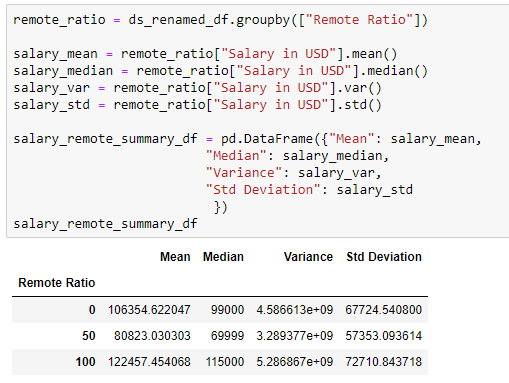 remote_ratio = ds_renamed_df.groupby(["Remote Ratio"])
salary_mean = remote_ratio["Salary in USD"].mean()
salary_median = remote_ratio["Salary in USD"].median()
salary_var = remote_ratio["Salary in USD"].var()
salary_std = remote_ratio["Salary in USD"].std()
salary_remote_summary_df = pd.DataFrame({"Mean": salary_mean,
"Median": salary_median,
"Variance": salary_var,
"Std Deviation": salary_std
})
salary_remote_summary_df
Mean Median Variance Std Deviation
Remote Ratio
0 106354.622047 99000 4.586613e+09 67724.540800
50 80823.030303 69999 3.289377e+09 57353.093614
100 122457.454068 115000 5.286867e+09 72710.843718